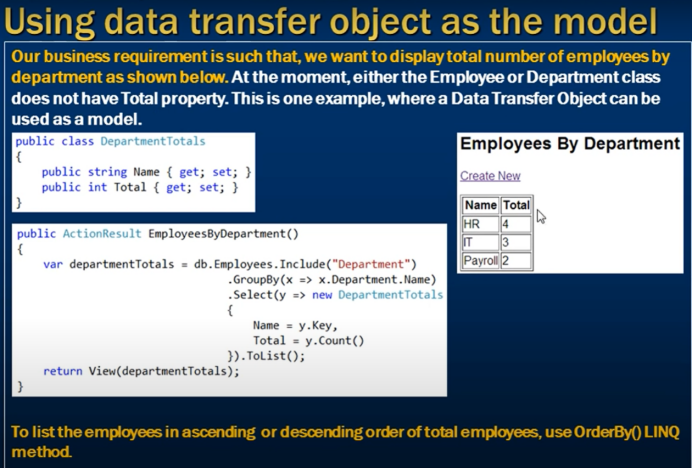 Using data transfer object as the model
Our business requirement is such that, we want to display total number of employees by
department as shown below. At the moment, either the Employee or Department class
does not have Total property. This is one example, where a Data Transfer Object can be
used as a model.
public class DepartmentTotals
{
    public string Name { get; set; }
    public int Total { get; set; }
}
Employees By Department
Create New
Name Total
HR 4
IT 3
Payroll 2
public ActionResult EmployeesByDepartment()
{
    var departmentTotals = db.Employees.Include("Department")
                           .GroupBy(x => x.Department.Name)
                           .Select(y => new DepartmentTotals
                           {
                               Name = y.Key,
                               Total = y.Count()
                           }).ToList();
    return View(departmentTotals);
}
To list the employees in ascending or descending order of total employees, use OrderBy() LINQ
method.